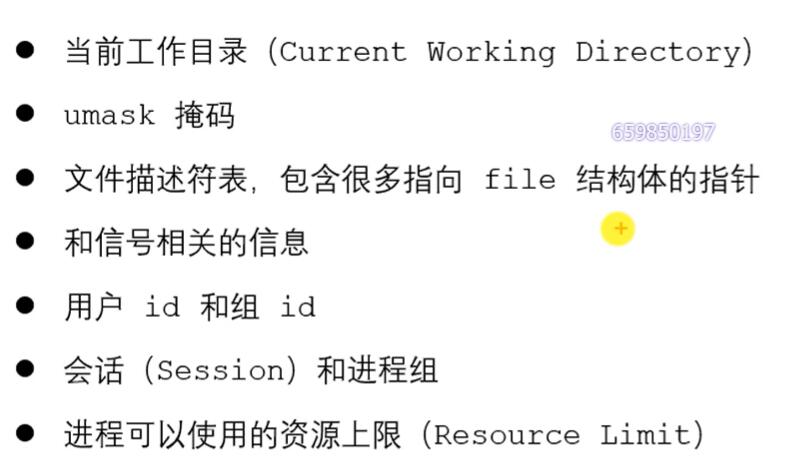 ● 当前工作目录（Current Working Directory）
● umask 掩码
659850197
● 文件描述符表，包含很多指向 file 结构体的指针
● 和信号相关的信息
● 用户 id 和组 id
● 会话（Session）和进程组
● 进程可以使用的资源上限（Resource Limit）